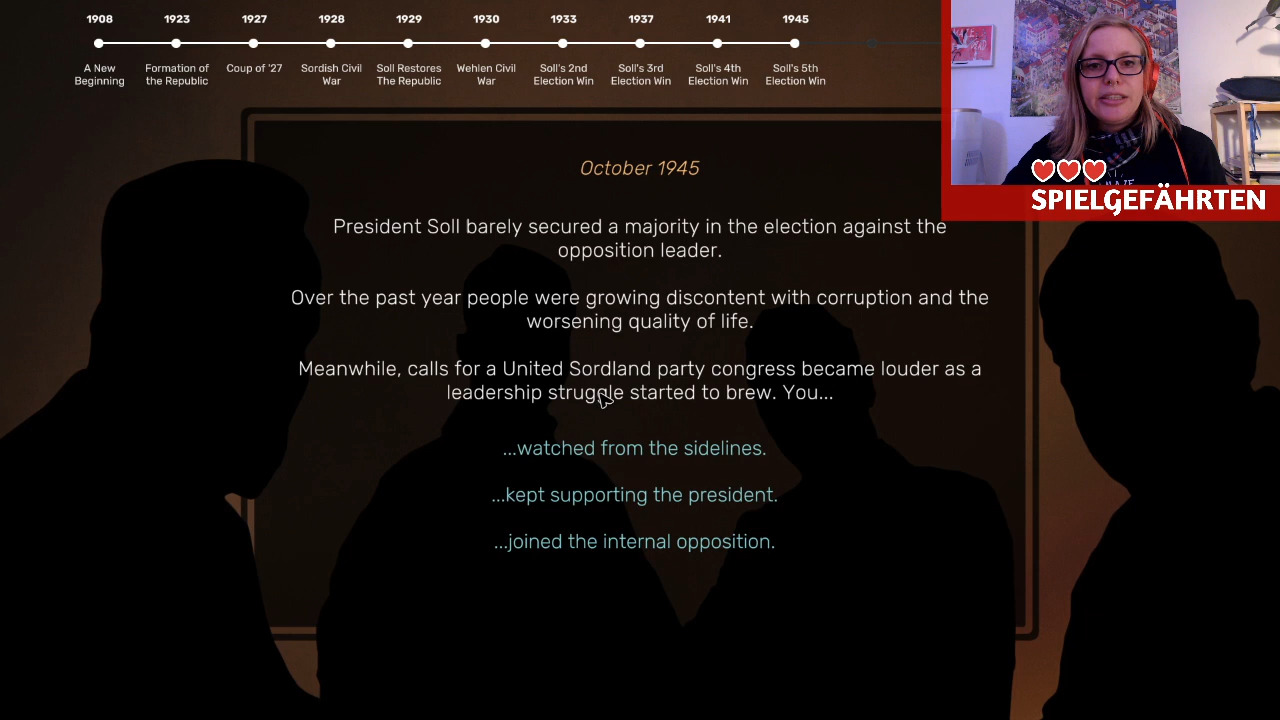 1908
1923
1927
1928
1929
1930
1933
1937
1941
1945
A New
Beginning
Formation of
the Republic
Coup of '27
Sordish Civil
War
Soll Restores
The Republic
Wehlen Civil
War
Soll's 2nd
Election Win
Soll's 3rd
Election Win
Soll's 4th
Election Win
Soll's 5th
Election Win
SPIELGEFÄHRTEN
October 1945
President Soll barely secured a majority in the election against the
opposition leader.
Over the past year people were growing discontent with corruption and the
worsening quality of life.
Meanwhile, calls for a United Sordland party congress became louder as a
leadership struggle started to brew. You...
...watched from the sidelines.
...kept supporting the president.
...joined the internal opposition.